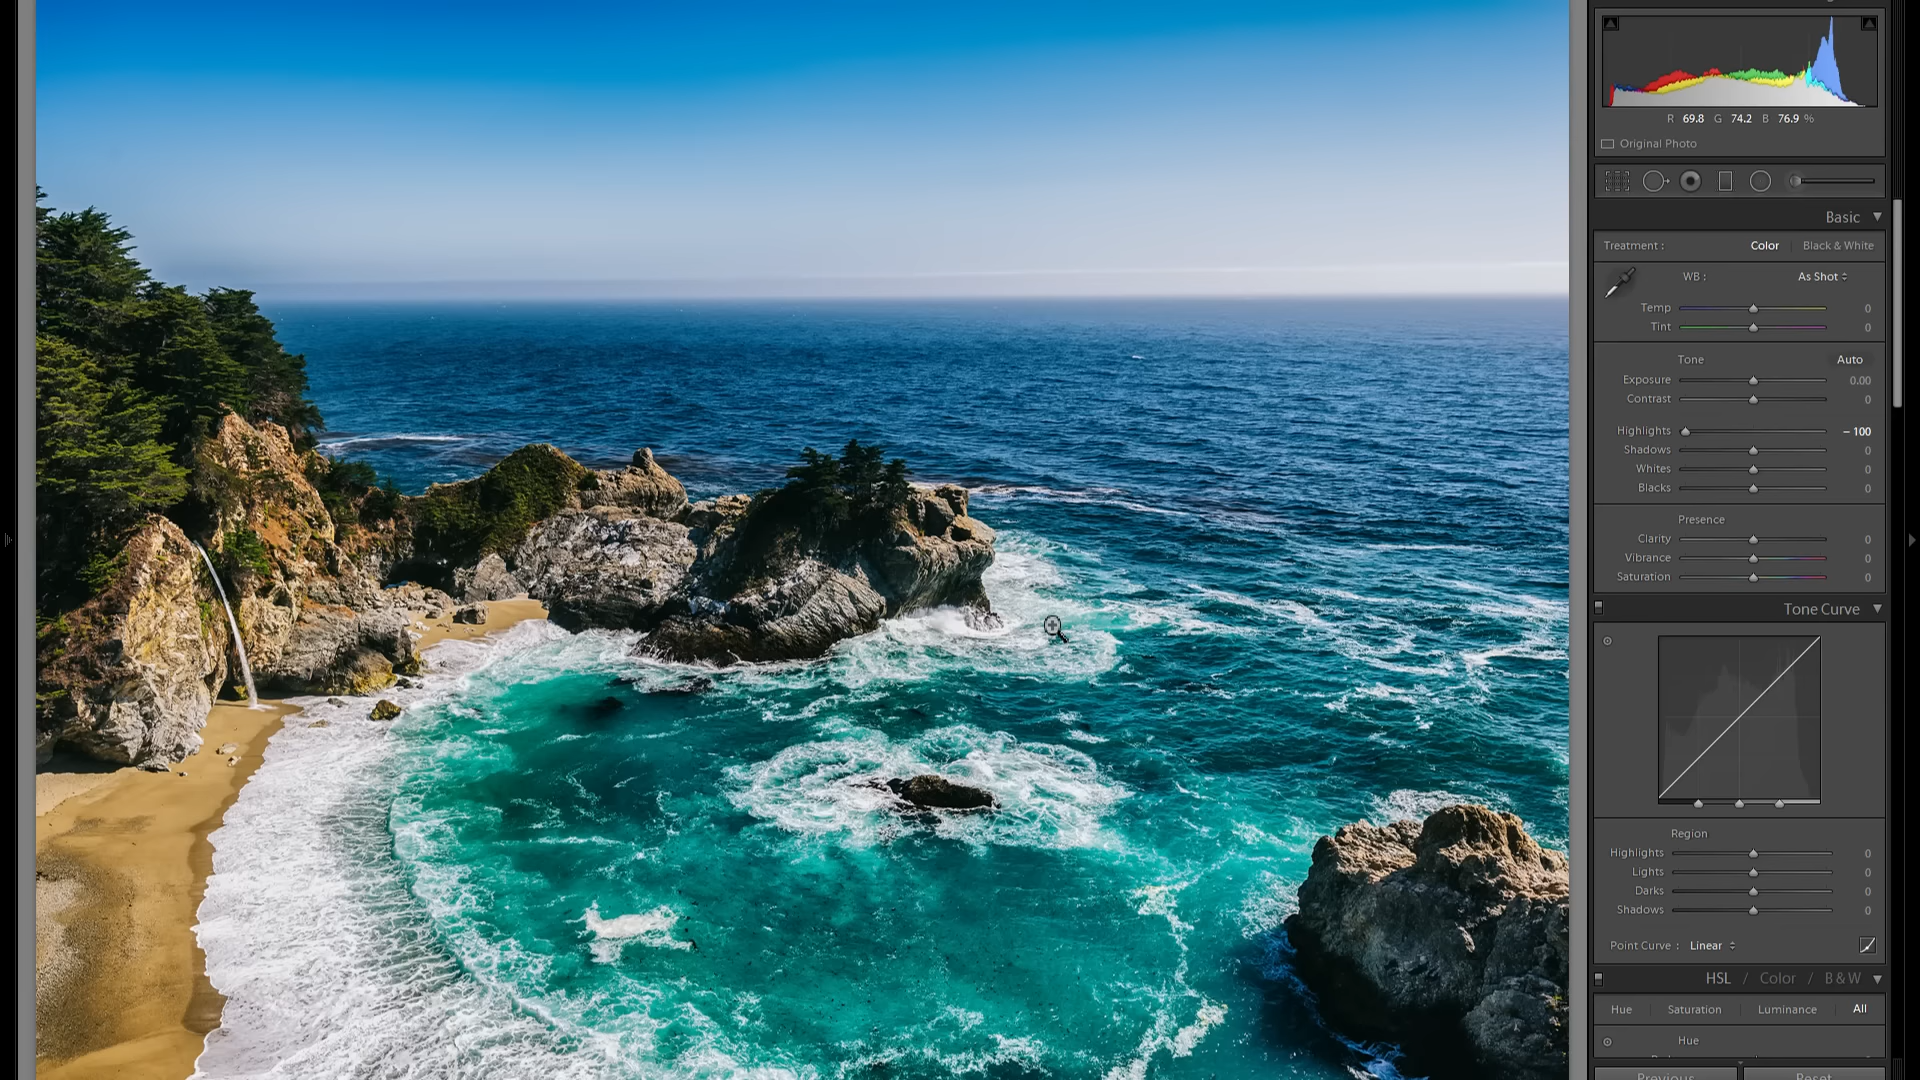 R 69.8 G 74.2 B 76.9 %
Original Photo
Basic
Treatment : Color Black & White
WB : As Shot
Temp 0
Tint 0
Tone Auto
Exposure 0.00
Contrast 0
Highlights – 100
Shadows 0
Whites 0
Blacks 0
Presence
Clarity 0
Vibrance 0
Saturation 0
Tone Curve
Region
Highlights 0
Lights 0
Darks 0
Shadows 0
Point Curve : Linear
HSL / Color / B & W
Hue Saturation Luminance All
Hue
Previous Reset